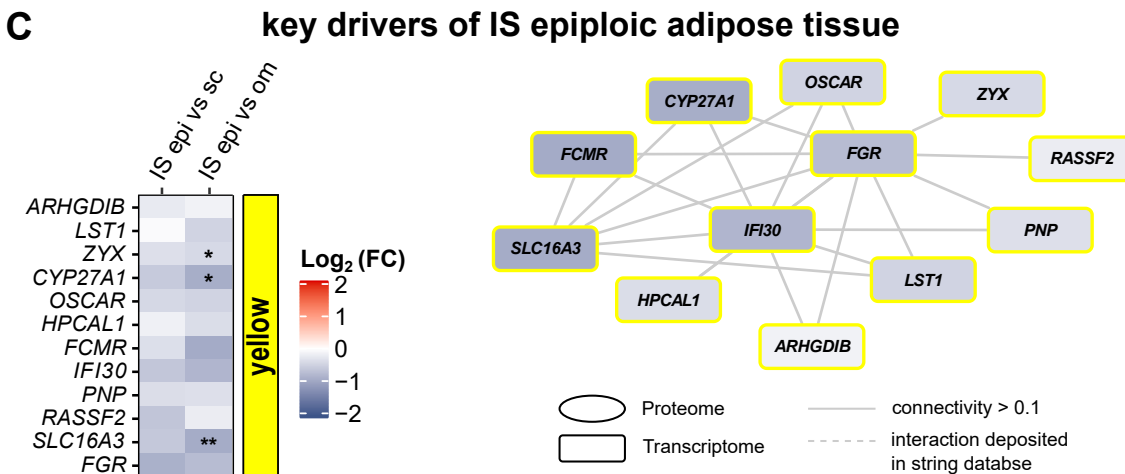 C
key drivers of IS epiploic adipose tissue
IS epi vs sc
IS epi vs om
ARHGDIB
LST1
ZYX
*
CYP27A1
*
OSCAR
HPCAL1
FCMR
IFI30
PNP
RASSF2
SLC16A3
**
FGR
yellow
Log2 (FC)
2
1
0
−1
−2
OSCAR
ZYX
CYP27A1
FCMR
FGR
RASSF2
SLC16A3
IFI30
PNP
LST1
HPCAL1
ARHGDIB
Proteome
connectivity > 0.1
Transcriptome
interaction deposited
in string databse